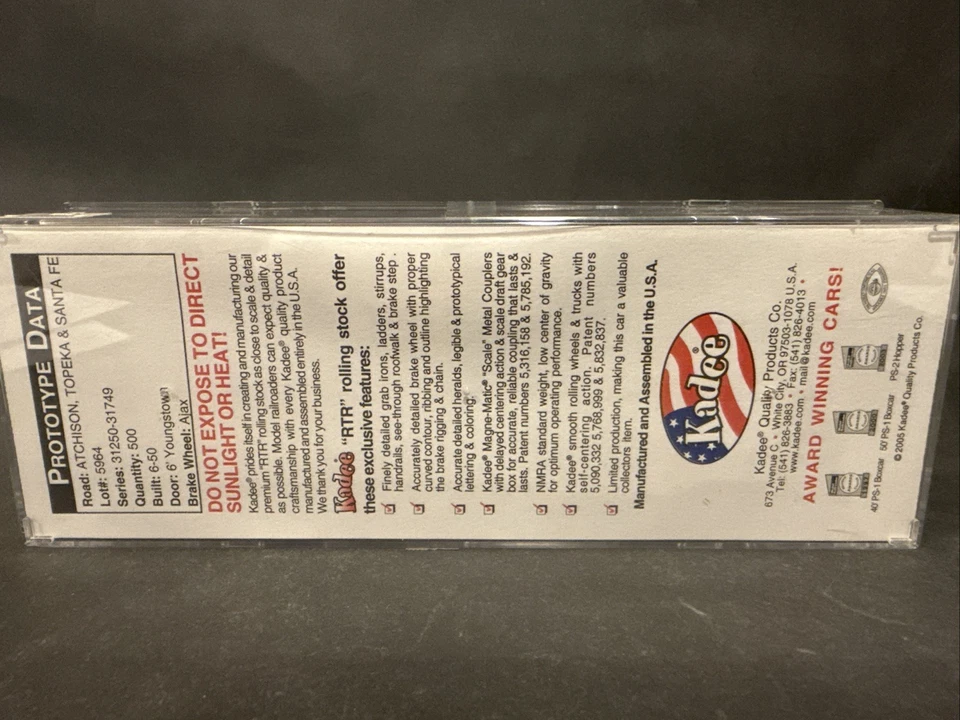 PROTOTYPE DATA
Road: ATCHISON, TOPEKA & SANTA FE
Lot#: 5964
Series: 31250-31749
Quantity: 500
Built: 6-50
Door: 6' Youngstown
Brake Wheel: Ajax
DO NOT EXPOSE TO DIRECT
SUNLIGHT OR HEAT!
Kadee® prides itself in creating and manufacturing our
premium "RTR" rolling stock as close to scale & detail
as possible. Model railroaders can expect quality &
craftsmanship with every Kadee® quality product
manufactured and assembled entirely in the U.S.A.
We thank you for your business.
Kadee "RTR" rolling stock offer
these exclusive features:
Finely detailed grab irons, ladders, stirrups,
handrails, see-through roofwalk & brake step.
Accurately detailed brake wheel with proper
curved contour, ribbing and outline highlighting
the brake rigging & chain.
Accurate detailed heralds, legible & prototypical
lettering & coloring.
Kadee® Magne-Matic® "Scale" Metal Couplers
with delayed centering action & scale draft gear
box for accurate, reliable coupling that lasts &
lasts. Patent numbers 5,316,158 & 5,785,192.
NMRA standard weight, low center of gravity
for optimum operating performance.
Kadee® smooth rolling wheels & trucks with
self-centering action. Patent numbers
5,090,332 5,768,999 & 5,832,837.
Limited production, making this car a valuable
collectors item.
Manufactured and Assembled in the U.S.A.
Kadee®
Kadee® Quality Products Co.
673 Avenue C • White City, OR 97503-1078 U.S.A.
Tel: (541) 826-3883 • Fax: (541) 826-4013 •
www.kadee.com • mail@kadee.com
AWARD WINNING CARS!
40' PS-1 Boxcar 50' PS-1 Boxcar PS-2 Hopper
© 2005 Kadee® Quality Products Co.